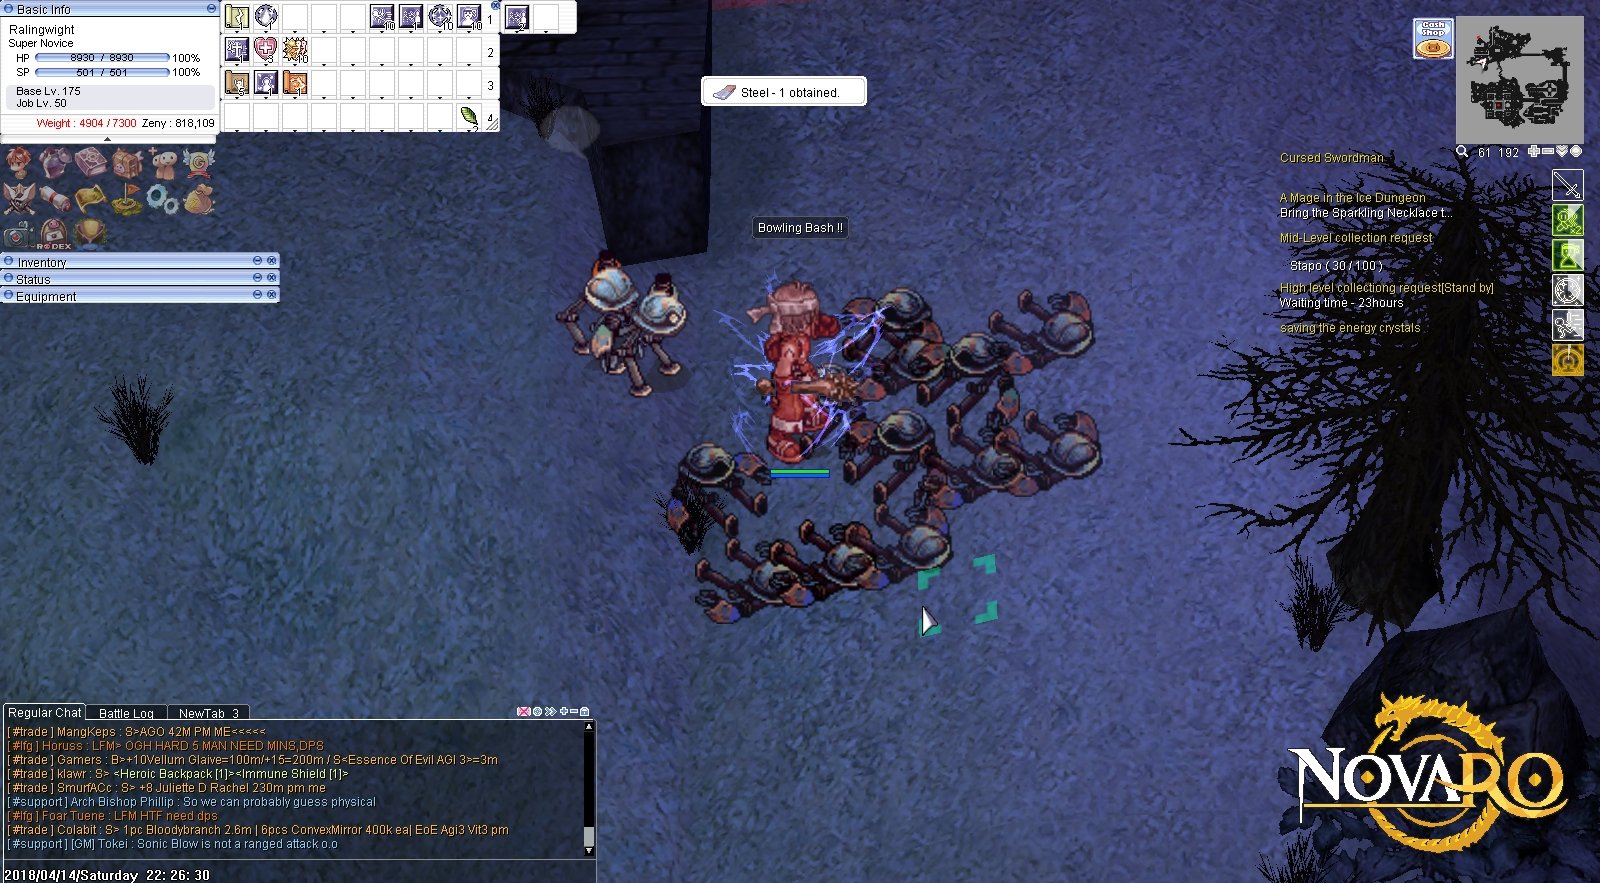 Basic Info
Ralingwight
Super Novice
HP 8930 / 8930 100%
SP 501 / 501 100%
Base Lv. 175
Job Lv. 50
Weight : 4904 / 7300 Zeny : 818,109
1
2
3
4
Inventory
Status
Equipment
RODEX
Steel - 1 obtained.
Bowling Bash !!
Cash Shop
61 192
Cursed Swordman
A Mage in the Ice Dungeon
Bring the Sparkling Necklace t...
Mid-Level collection request
Stapo ( 30 / 100 )
High level collectiong request[Stand by]
Waiting time - 23hours
saving the energy crystals
Regular Chat Battle Log NewTab_3
[ #trade ] MangKeps : S>AGO 42M PM ME<<<<<
[ #lfg ] Horuss : LFM> OGH HARD 5 MAN NEED MINS,DPS
[ #trade ] Gamers : B>+10Vellum Glaive=100m/+15=200m / S<Essence Of Evil AGI 3>=3m
[ #trade ] klawr : S> <Heroic Backpack [1]><Immune Shield [1]>
[ #trade ] SmurfACc : S> +8 Juliette D Rachel 230m pm me
[ #support ] Arch Bishop Phillip : So we can probably guess physical
[ #lfg ] Foar Tuene : LFM HTF need dps
[ #trade ] Colabit : S> 1pc Bloodybranch 2.6m | 6pcs ConvexMirror 400k ea| EoE Agi3 Vit3 pm
[ #support ] [GM] Tokei : Sonic Blow is not a ranged attack o.o
2018/04/14/Saturday 22: 26: 30
NOVARO